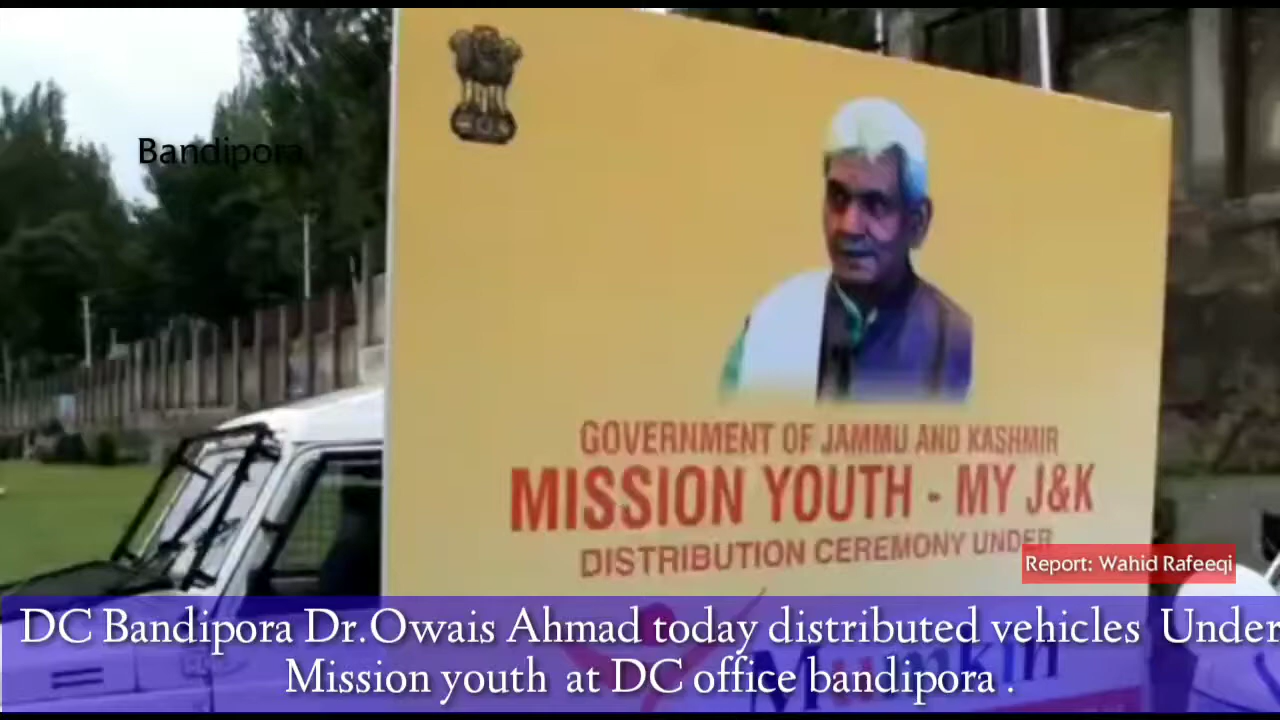 Bandipora
GOVERNMENT OF JAMMU AND KASHMIR
MISSION YOUTH - MY J&K
DISTRIBUTION CEREMONY UNDER
Report: Wahid Rafeeqi
Mumkin
DC Bandipora Dr.Owais Ahmad today distributed vehicles Under
Mission youth at DC office bandipora .